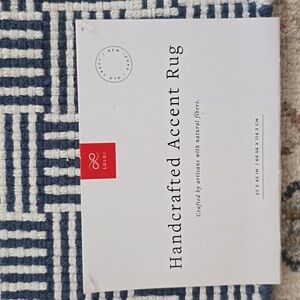 LOLOI
Handcrafted Accent Rug
Crafted by artisans with natural fibers.
27 x 45 IN | 68.58 x 114.3 CM